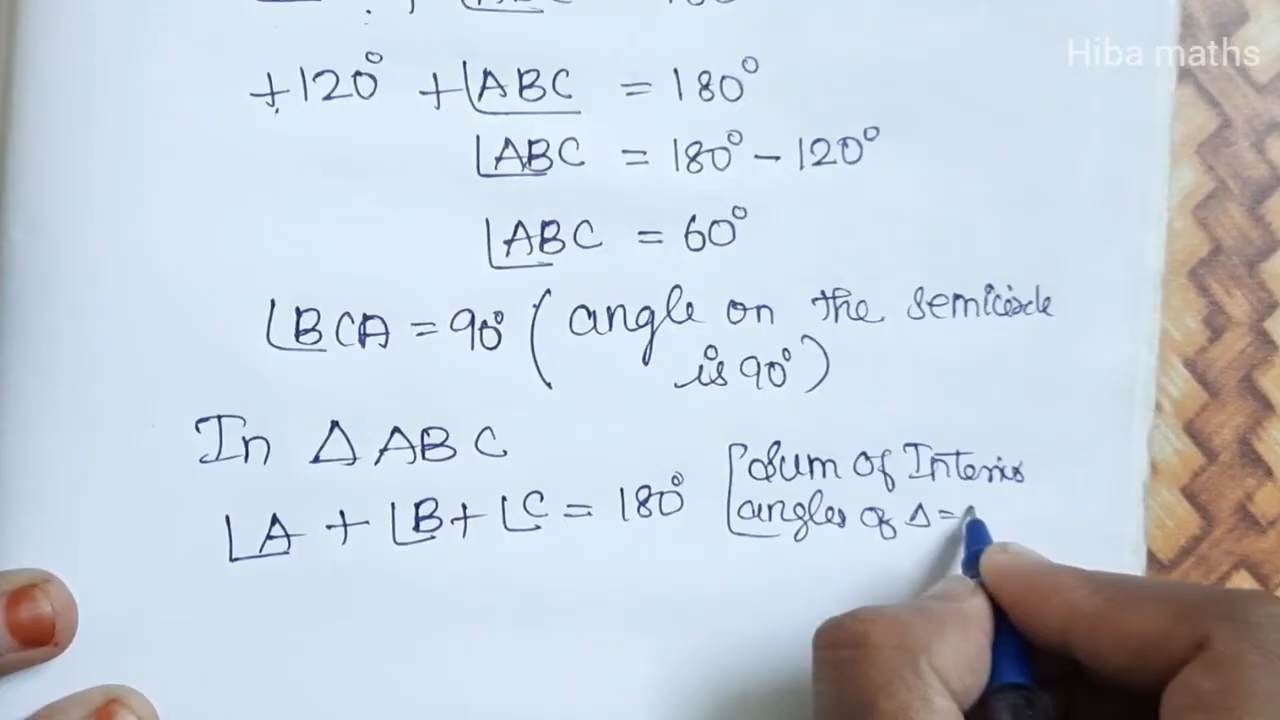 Hiba maths
+120° + ∠ABC = 180°
∠ABC = 180° - 120°
∠ABC = 60°
∠BCA = 90° ( angle on the semicircle
is 90° )
In Δ ABC
∠A + ∠B + ∠C = 180° [ Sum of Interior
angles of Δ =